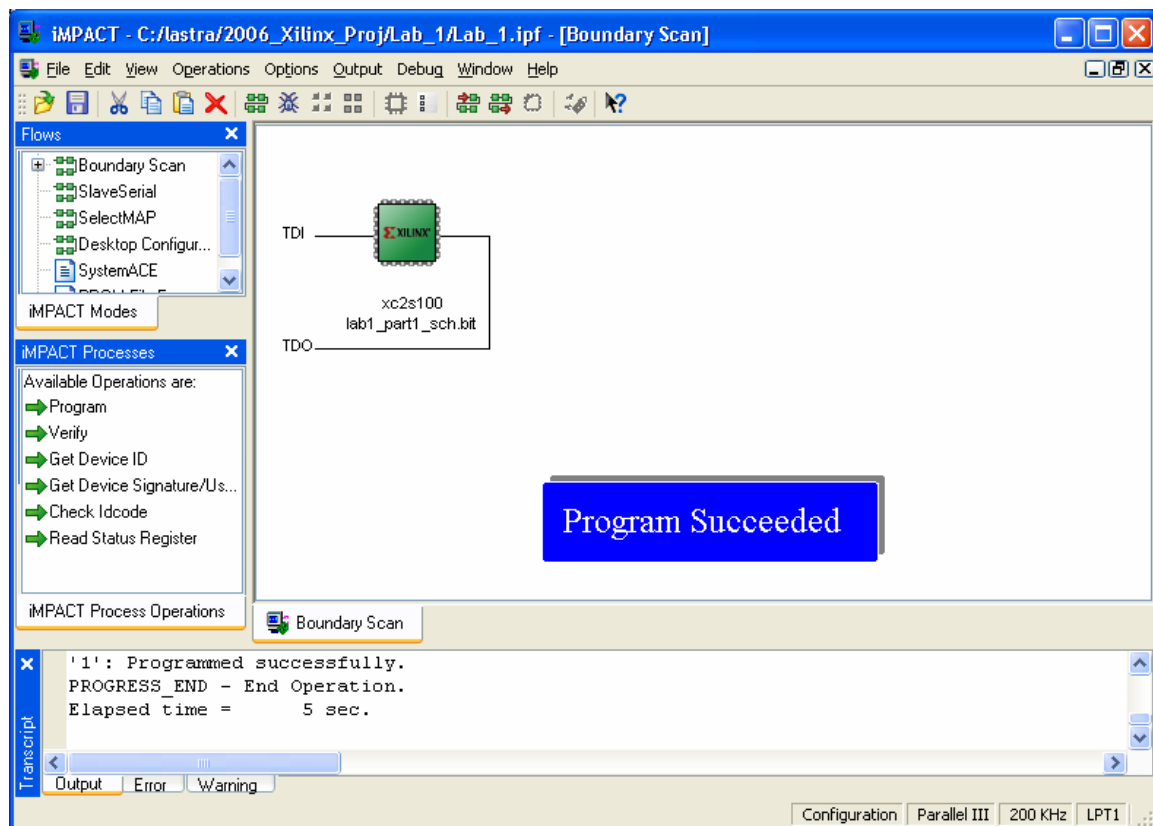 iMPACT - C:/lastra/2006_Xilinx_Proj/Lab_1/Lab_1.ipf - [Boundary Scan]
File Edit View Operations Options Output Debug Window Help
Flows
Boundary Scan
SlaveSerial
SelectMAP
Desktop Configur...
SystemACE
iMPACT Modes
iMPACT Processes
Available Operations are:
Program
Verify
Get Device ID
Get Device Signature/Us...
Check Idcode
Read Status Register
iMPACT Process Operations
TDI
XILINX
xc2s100
lab1_part1_sch.bit
TDO
Program Succeeded
Boundary Scan
'1': Programmed successfully.
PROGRESS_END - End Operation.
Elapsed time = 5 sec.
Transcript
Output Error Warning
Configuration Parallel III 200 KHz LPT1